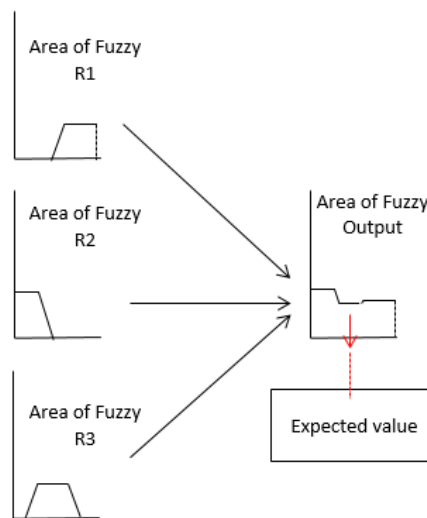 Area of Fuzzy
R1
Area of Fuzzy
R2
Area of Fuzzy
Output
Area of Fuzzy
R3
Expected value